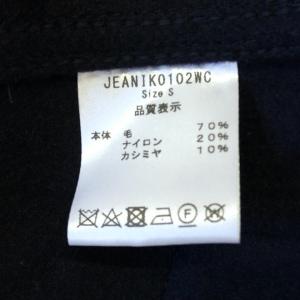 JEANIK0102WC
Size S
品質表示
本体 毛 70%
ナイロン 20%
カシミヤ 10%
F W